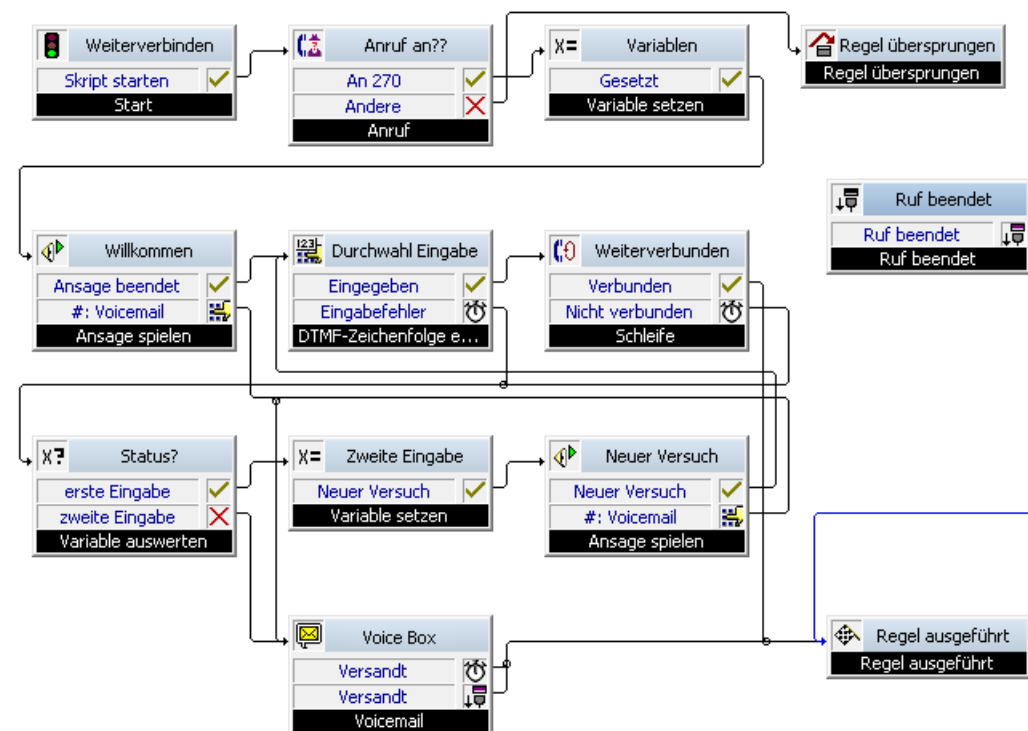 Weiterverbinden
Skript starten
Start
Anruf an??
An 270
Andere
Anruf
X= Variablen
Gesetzt
Variable setzen
Regel übersprungen
Regel übersprungen
Ruf beendet
Ruf beendet
Ruf beendet
Willkommen
Ansage beendet
#: Voicemail
Ansage spielen
123 Durchwahl Eingabe
Eingegeben
Eingabefehler
DTMF-Zeichenfolge e...
Weiterverbunden
Verbunden
Nicht verbunden
Schleife
X? Status?
erste Eingabe
zweite Eingabe
Variable auswerten
X= Zweite Eingabe
Neuer Versuch
Variable setzen
Neuer Versuch
Neuer Versuch
#: Voicemail
Ansage spielen
Voice Box
Versandt
Versandt
Voicemail
Regel ausgeführt
Regel ausgeführt